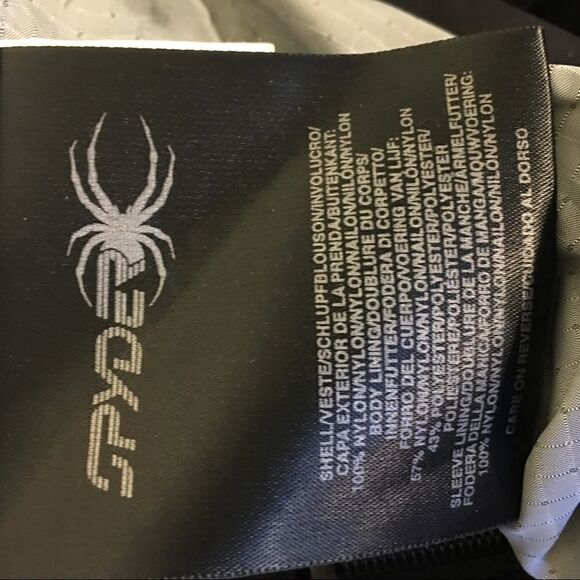 SPYDER
SHELL/VESTE/SCHLUPFBLOUSON/INVOLUCRO/
CAPA EXTERIOR DE LA PRENDA/BUITENKANT:
100% NYLON/NYLON/NYLON/NAILON/NILÓN/NYLON
BODY LINING/DOUBLURE DU CORPS/
INNENFUTTER/FODERA DI CORPETTO/
FORRO DEL CUERPO/VOERING VAN LIJF:
57% NYLON/NYLON/NYLON/NAILON/NILÓN/NYLON
43% POLYESTER/POLYESTER/POLYESTER/
POLIESTERE/POLIÉSTER/POLYESTER
SLEEVE LINING/DOUBLURE DE LA MANCHE/ÄRMELFUTTER/
FODERA DELLA MANICA/FORRO DE MANGA/MOUWVOERING:
100% NYLON/NYLON/NYLON/NAILON/NILÓN/NYLON
CARE ON REVERSE/CUIDADO AL DORSO